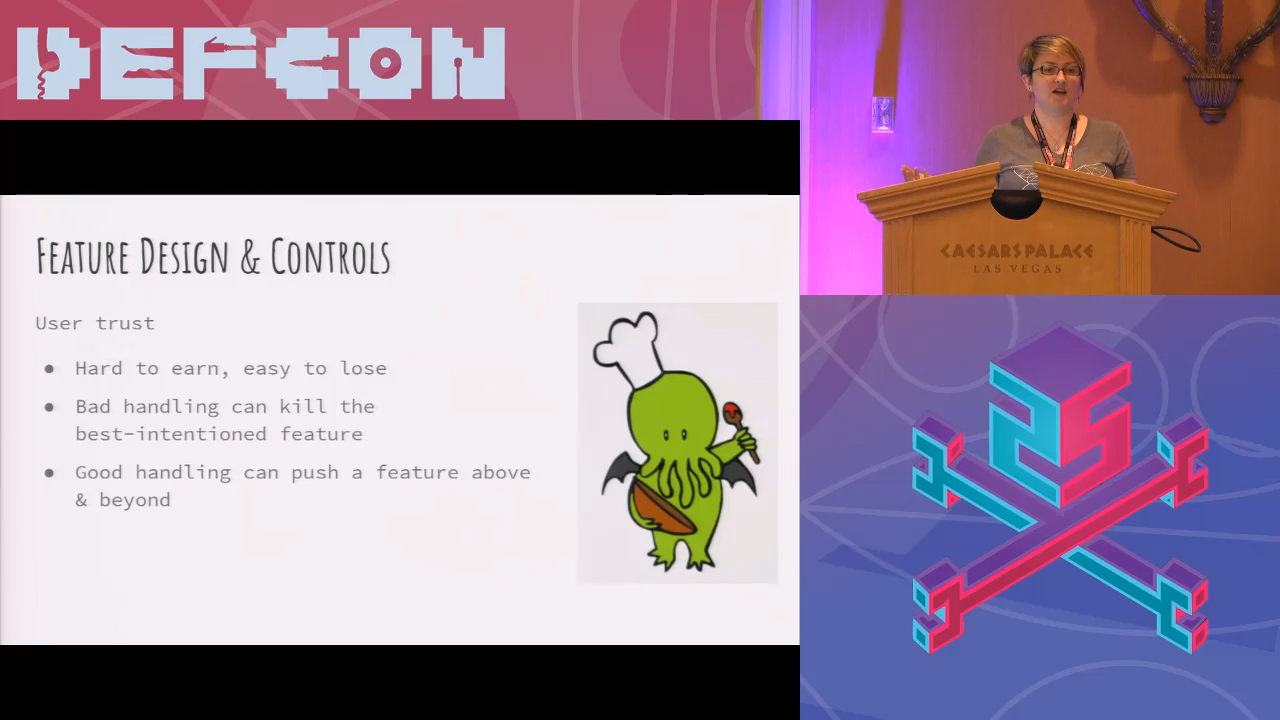 DEFCON
CAESARS PALACE
LAS VEGAS
FEATURE DESIGN & CONTROLS
User trust
● Hard to earn, easy to lose
● Bad handling can kill the
best-intentioned feature
● Good handling can push a feature above
& beyond
25